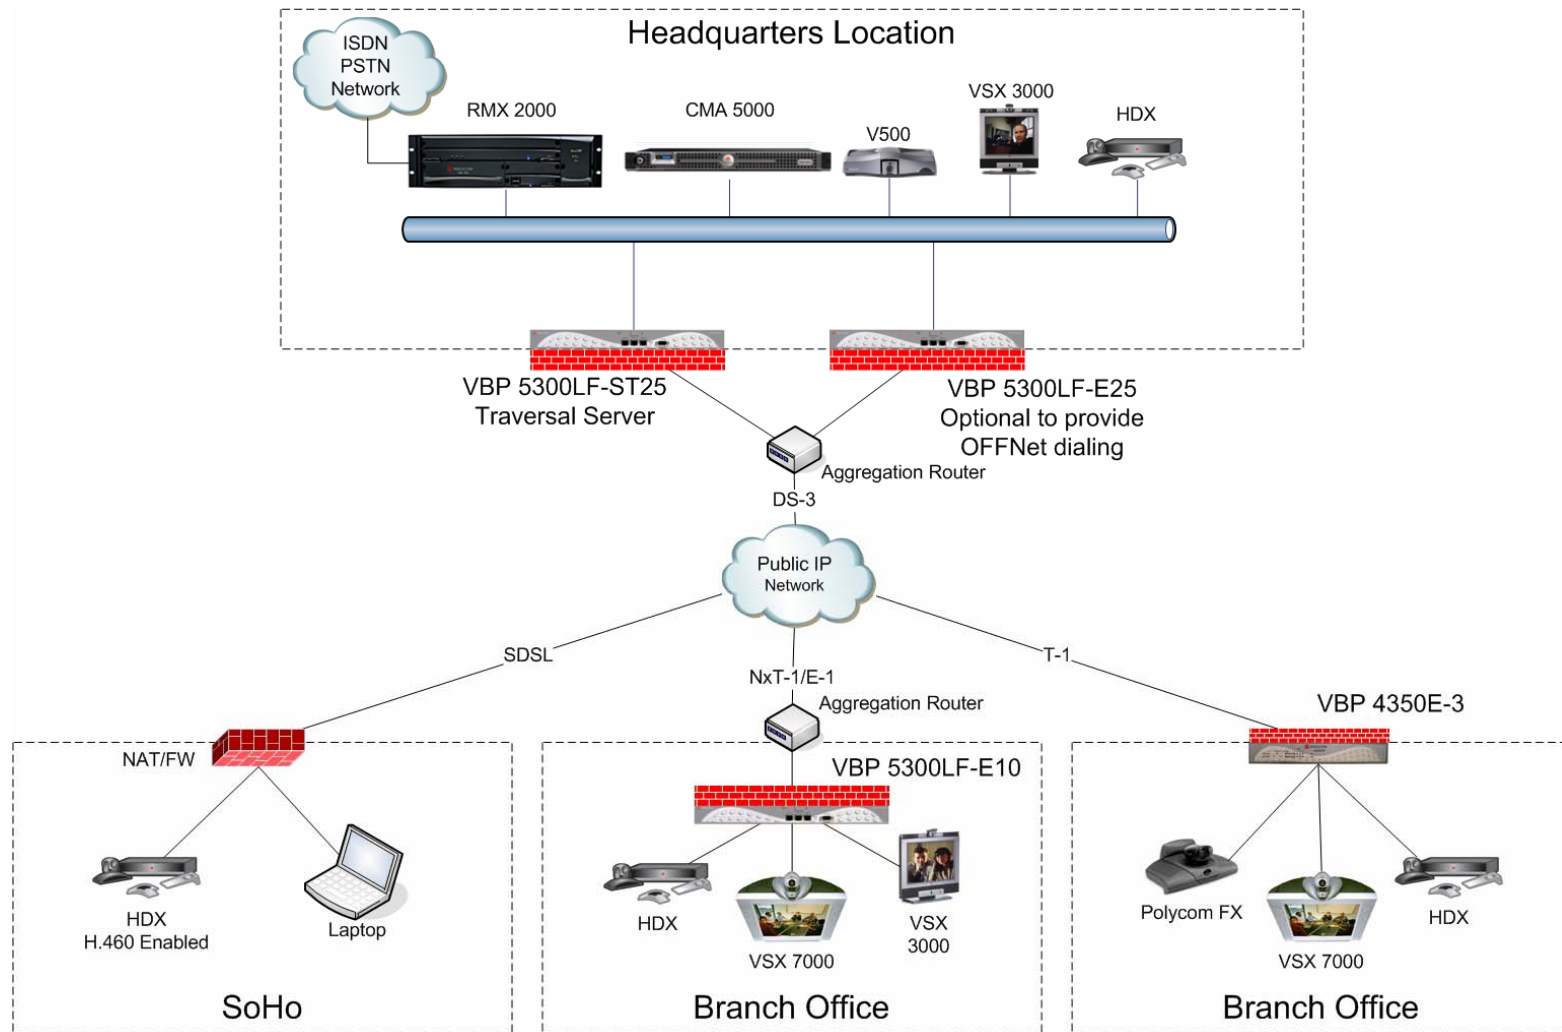 Headquarters Location
ISDN
PSTN
Network
RMX 2000
CMA 5000
V500
VSX 3000
HDX
VBP 5300LF-ST25
Traversal Server
VBP 5300LF-E25
Optional to provide
OFFNet dialing
Aggregation Router
DS-3
Public IP
Network
SDSL
NxT-1/E-1
T-1
Aggregation Router
VBP 4350E-3
NAT/FW
VBP 5300LF-E10
HDX
H.460 Enabled
Laptop
HDX
VSX 7000
VSX
3000
Polycom FX
VSX 7000
HDX
SoHo
Branch Office
Branch Office